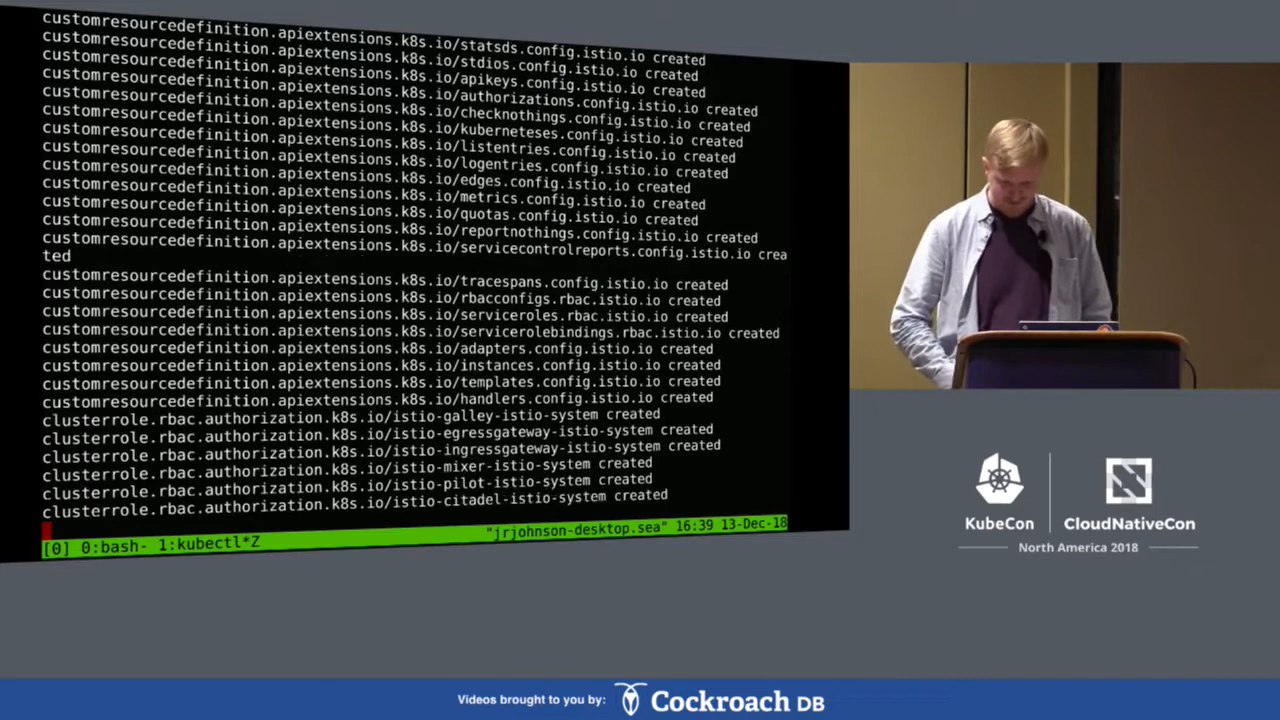 customresourcedefinition.apiextensions.k8s.io/statsds.config.istio.io created
customresourcedefinition.apiextensions.k8s.io/stdios.config.istio.io created
customresourcedefinition.apiextensions.k8s.io/apikeys.config.istio.io created
customresourcedefinition.apiextensions.k8s.io/authorizations.config.istio.io created
customresourcedefinition.apiextensions.k8s.io/checknothings.config.istio.io created
customresourcedefinition.apiextensions.k8s.io/kuberneteses.config.istio.io created
customresourcedefinition.apiextensions.k8s.io/listentries.config.istio.io created
customresourcedefinition.apiextensions.k8s.io/logentries.config.istio.io created
customresourcedefinition.apiextensions.k8s.io/edges.config.istio.io created
customresourcedefinition.apiextensions.k8s.io/metrics.config.istio.io created
customresourcedefinition.apiextensions.k8s.io/quotas.config.istio.io created
customresourcedefinition.apiextensions.k8s.io/reportnothings.config.istio.io created
customresourcedefinition.apiextensions.k8s.io/servicecontrolreports.config.istio.io crea
ted
customresourcedefinition.apiextensions.k8s.io/tracespans.config.istio.io created
customresourcedefinition.apiextensions.k8s.io/rbacconfigs.rbac.istio.io created
customresourcedefinition.apiextensions.k8s.io/serviceroles.rbac.istio.io created
customresourcedefinition.apiextensions.k8s.io/servicerolebindings.rbac.istio.io created
customresourcedefinition.apiextensions.k8s.io/adapters.config.istio.io created
customresourcedefinition.apiextensions.k8s.io/instances.config.istio.io created
customresourcedefinition.apiextensions.k8s.io/templates.config.istio.io created
customresourcedefinition.apiextensions.k8s.io/handlers.config.istio.io created
clusterrole.rbac.authorization.k8s.io/istio-galley-istio-system created
clusterrole.rbac.authorization.k8s.io/istio-egressgateway-istio-system created
clusterrole.rbac.authorization.k8s.io/istio-ingressgateway-istio-system created
clusterrole.rbac.authorization.k8s.io/istio-mixer-istio-system created
clusterrole.rbac.authorization.k8s.io/istio-pilot-istio-system created
clusterrole.rbac.authorization.k8s.io/istio-citadel-istio-system created
[0] 0:bash- 1:kubectl*Z "jrjohnson-desktop.sea" 16:39 13-Dec-18
KubeCon CloudNativeCon
North America 2018
Videos brought to you by: Cockroach DB